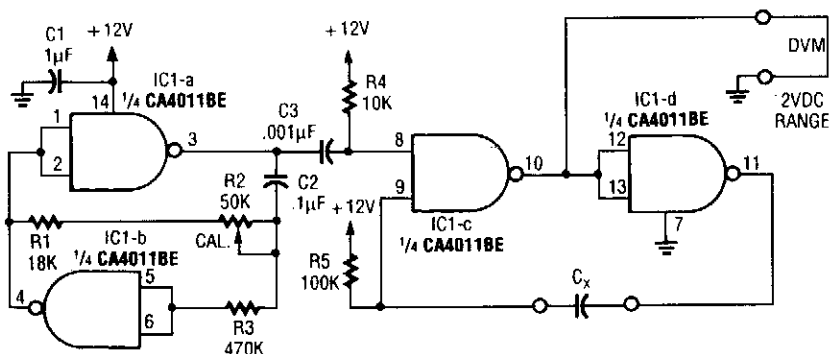 C1
1µF
+12V
14
IC1-a
¼ CA4011BE
1
2
3
C3
.001µF
R4
10K
+12V
R2
50K
CAL.
C2
.1µF
R1
18K
IC1-b
¼ CA4011BE
4
5
6
R3
470K
+12V
R5
100K
8
9
10
IC1-c
¼ CA4011BE
IC1-d
¼ CA4011BE
12
13
11
7
Cx
DVM
2VDC
RANGE